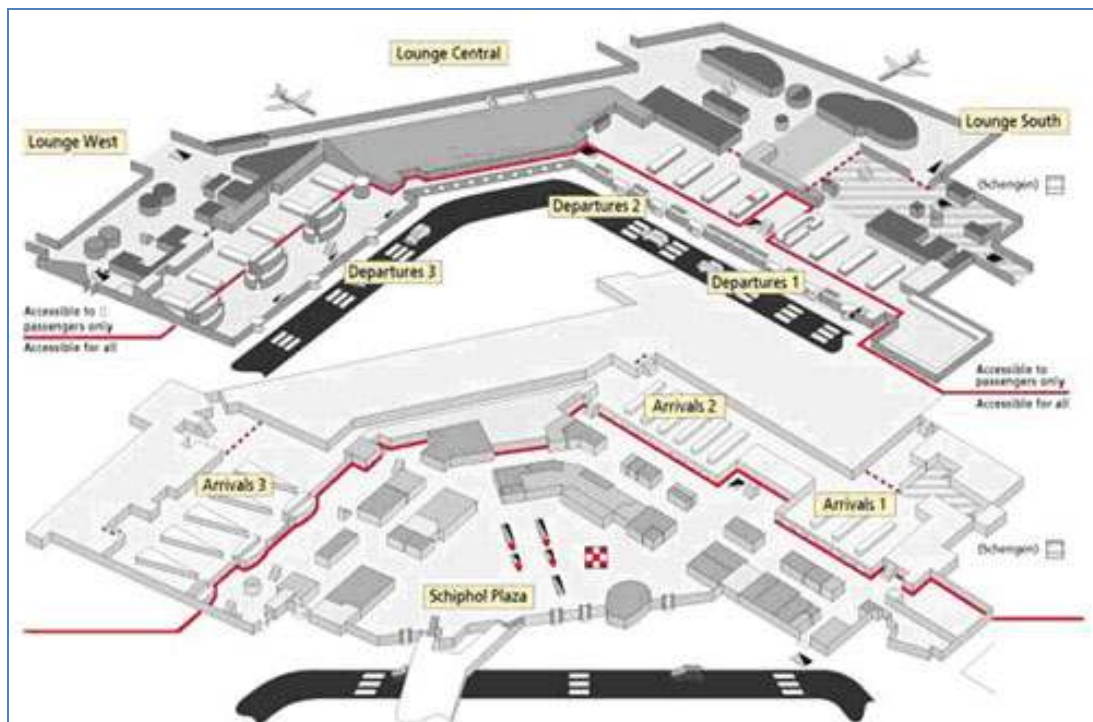 Lounge Central
Lounge West
Lounge South
(Schengen)
Departures 2
Departures 3
Departures 1
Accessible to
passengers only
Accessible for all
Accessible to
passengers only
Accessible for all
Arrivals 2
Arrivals 3
Arrivals 1
(Schengen)
Schiphol Plaza